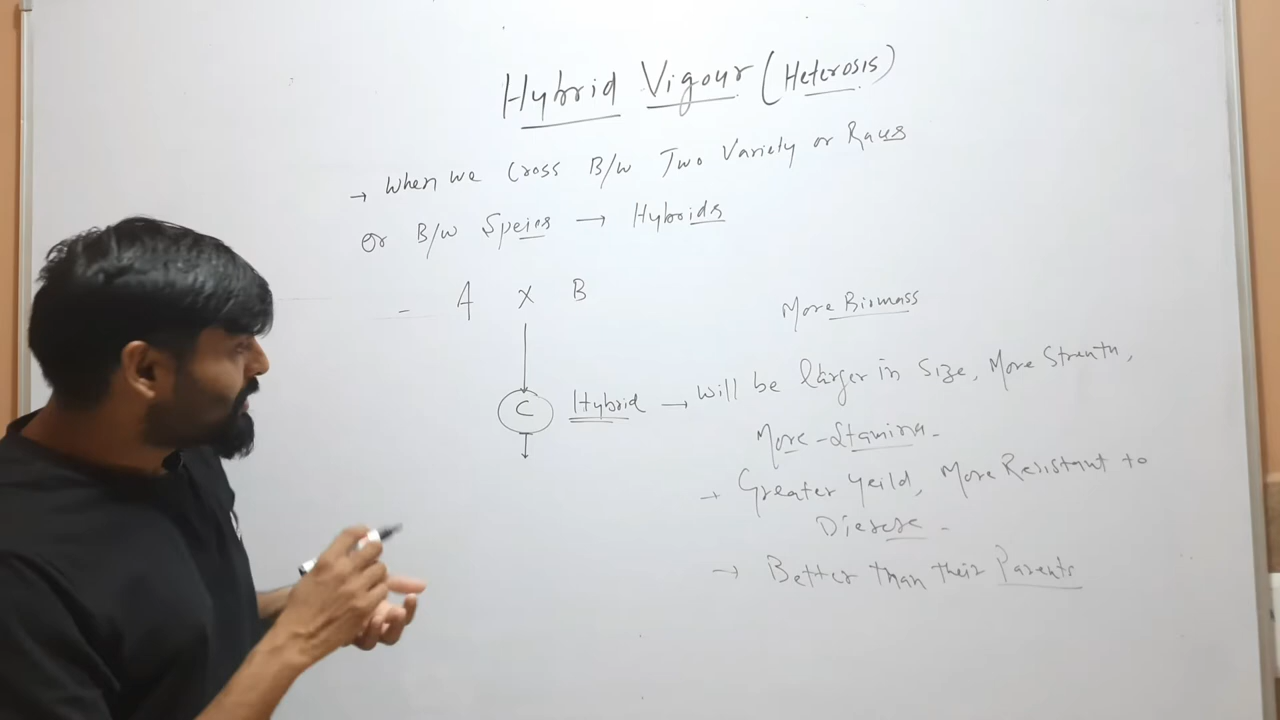 Hybrid Vigour (Heterosis)
→ When we Cross B/w Two Variety or Races
or B/w Speies → Hybrids
- A × B
More Biomass
C Hybrid → Will be larger in Size, More Strenth,
More - Stamina -
→ Greater Yeild, More Resistant to
Diesese -
→ Better than their Parents